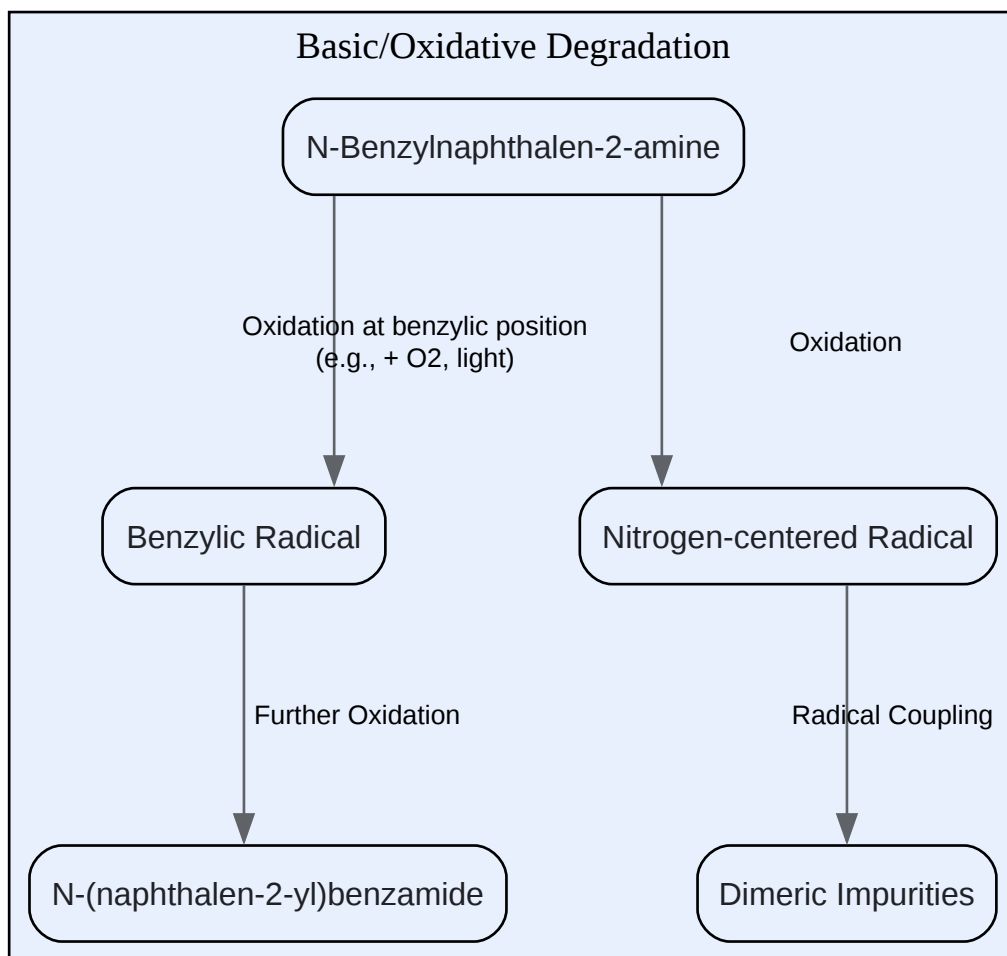 Basic/Oxidative Degradation
N-Benzylnaphthalen-2-amine
Oxidation at benzylic position
(e.g., + O2, light)
Oxidation
Benzylic Radical
Nitrogen-centered Radical
Further Oxidation
Radical Coupling
N-(naphthalen-2-yl)benzamide
Dimeric Impurities